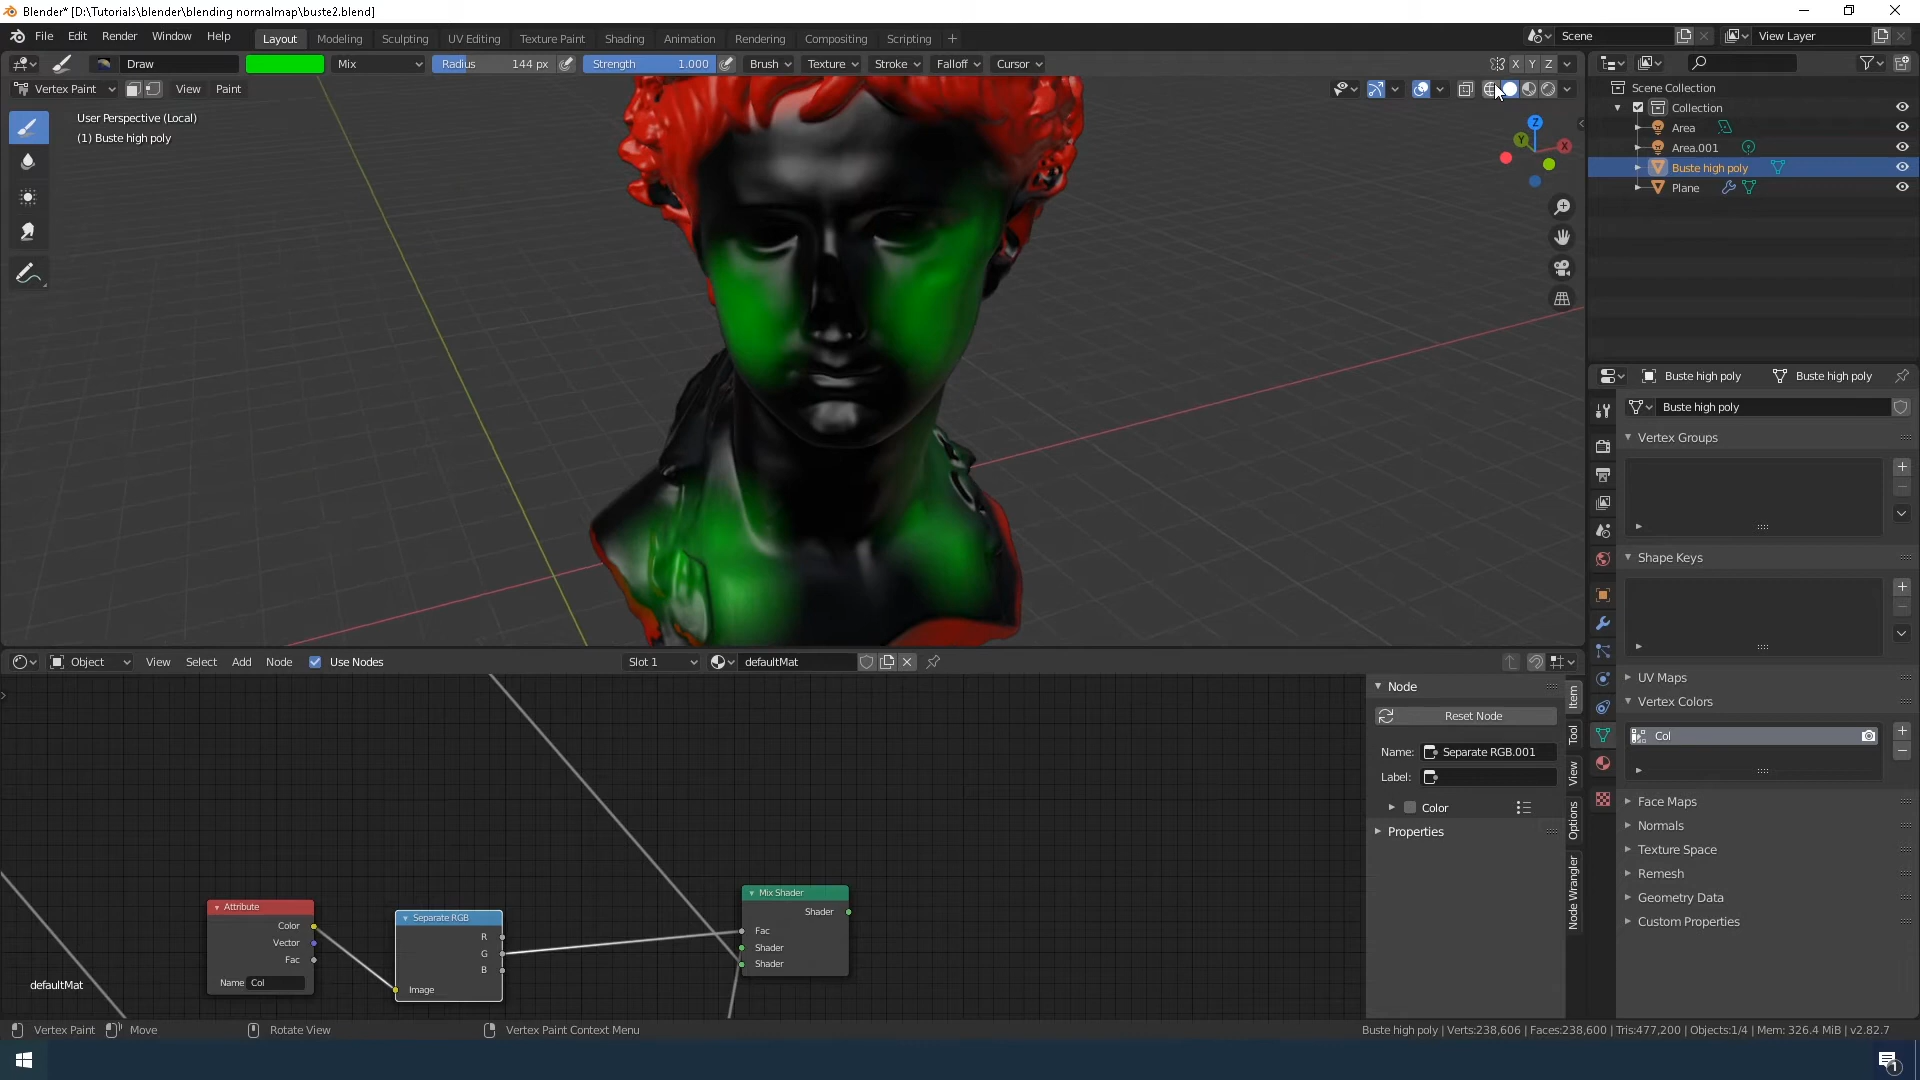 Blender* [D:\Tutorials\blender\blending normalmap\buste2.blend]
File Edit Render Window Help Layout Modeling Sculpting UV Editing Texture Paint Shading Animation Rendering Compositing Scripting + Scene View Layer
Draw Mix Radius 144 px Strength 1.000 Brush Texture Stroke Falloff Cursor X Y Z
Vertex Paint View Paint
User Perspective (Local)
(1) Buste high poly
Z
Y
X
Scene Collection
Collection
Area
Area.001
Buste high poly
Plane
Buste high poly Buste high poly
Buste high poly
Vertex Groups
Shape Keys
UV Maps
Vertex Colors
Col
Face Maps
Normals
Texture Space
Remesh
Geometry Data
Custom Properties
Object View Select Add Node Use Nodes Slot 1 defaultMat
Node
Reset Node
Name: Separate RGB.001
Label:
Color
Properties
Item
Tool
View
Options
Node Wrangler
Attribute
Color
Vector
Fac
Name Col
Separate RGB
R
G
B
Image
Mix Shader
Shader
Fac
Shader
Shader
defaultMat
Vertex Paint Move Rotate View Vertex Paint Context Menu Buste high poly | Verts:238,606 | Faces:238,600 | Tris:477,200 | Objects:1/4 | Mem: 326.4 MiB | v2.82.7
1